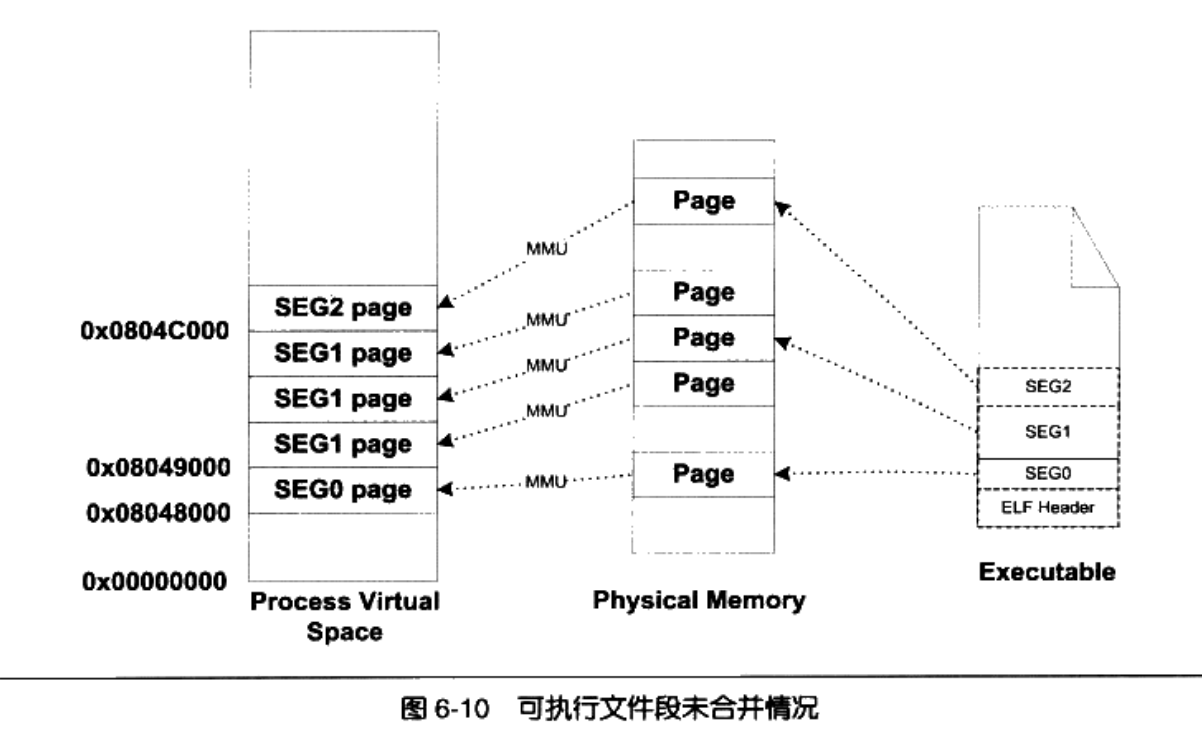 Page
MMU
SEG2 page
Page
0x0804C000
MMU
SEG1 page
Page
MMU
SEG2
SEG1 page
Page
MMU
SEG1
SEG1 page
0x08049000
Page
SEG0
SEG0 page
MMU
0x08048000
ELF Header
0x00000000
Executable
Process Virtual
Space
Physical Memory
图 6-10 可执行文件段未合并情况